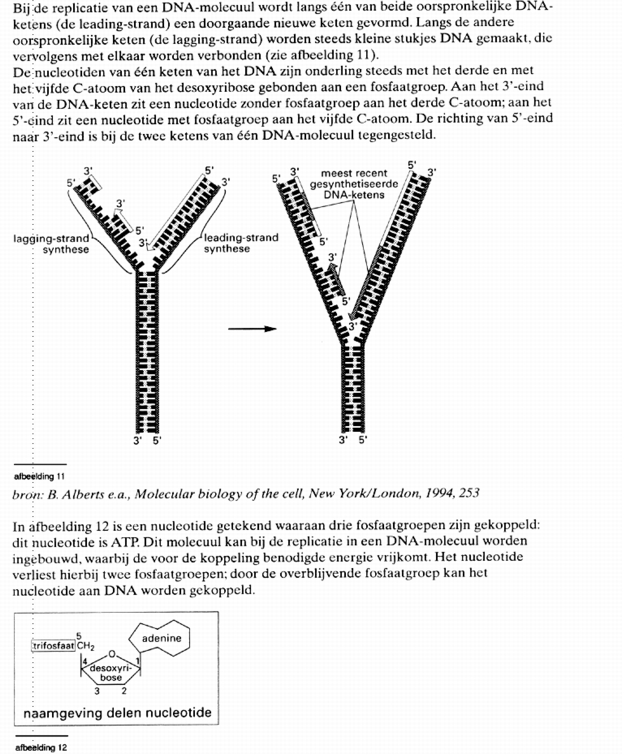 Bij de replicatie van een DNA-molecuul wordt langs één van beide oorspronkelijke DNA-
ketens (de leading-strand) een doorgaande nieuwe keten gevormd. Langs de andere
oorspronkelijke keten (de lagging-strand) worden steeds kleine stukjes DNA gemaakt, die
vervolgens met elkaar worden verbonden (zie afbeelding 11).
De nucleotiden van één keten van het DNA zijn onderling steeds met het derde en met
het vijfde C-atoom van het desoxyribose gebonden aan een fosfaatgroep. Aan het 3'-eind
van de DNA-keten zit een nucleotide zonder fosfaatgroep aan het derde C-atoom; aan het
5'-eind zit een nucleotide met fosfaatgroep aan het vijfde C-atoom. De richting van 5'-eind
naar 3'-eind is bij de twee ketens van één DNA-molecuul tegengesteld.
3'
5'
3'
5'
3'
5'
3'
lagging-strand
synthese
leading-strand
synthese
3' 5'
5'
3'
meest recent
gesynthetiseerde
DNA-ketens
5'
3'
5'
3'
5'
3'
3' 5'
afbeelding 11
bron: B. Alberts e.a., Molecular biology of the cell, New York/London, 1994, 253
In afbeelding 12 is een nucleotide getekend waaraan drie fosfaatgroepen zijn gekoppeld:
dit nucleotide is ATP. Dit molecuul kan bij de replicatie in een DNA-molecuul worden
ingebouwd, waarbij de voor de koppeling benodigde energie vrijkomt. Het nucleotide
verliest hierbij twee fosfaatgroepen; door de overblijvende fosfaatgroep kan het
nucleotide aan DNA worden gekoppeld.
5
trifosfaat CH2
adenine
O
4
1
desoxyri-
bose
3 2
naamgeving delen nucleotide
afbeelding 12